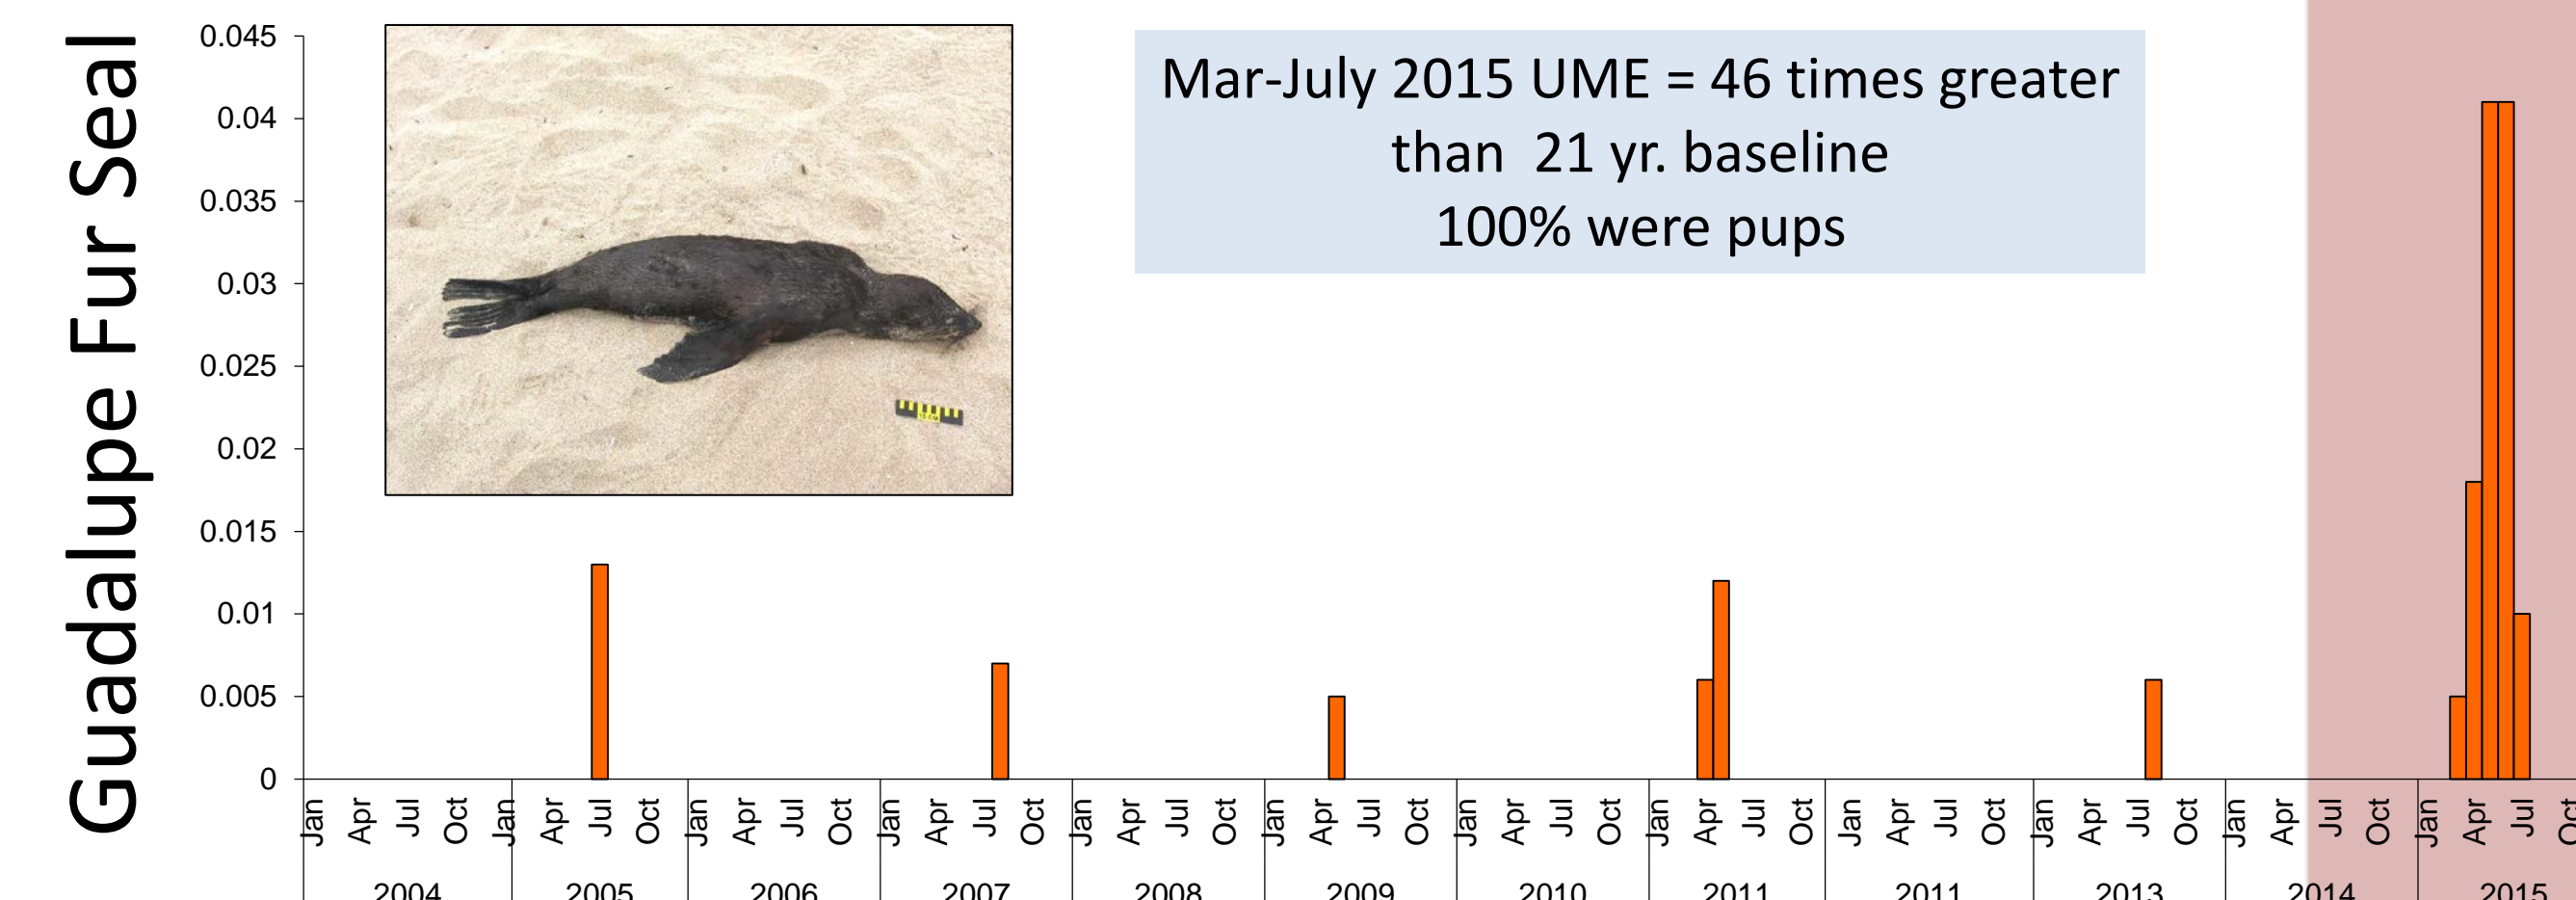 Guadalupe Fur Seal
0.045
0.04
0.035
0.03
0.025
0.02
0.015
0.01
0.005
0
Mar-July 2015 UME = 46 times greater
than 21 yr. baseline
100% were pups
15 CM
Jan Apr Jul Oct Jan Apr Jul Oct Jan Apr Jul Oct Jan Apr Jul Oct Jan Apr Jul Oct Jan Apr Jul Oct Jan Apr Jul Oct Jan Apr Jul Oct Jan Apr Jul Oct Jan Apr Jul Oct Jan Apr Jul Oct Jan Apr Jul Oct
2004 2005 2006 2007 2008 2009 2010 2011 2011 2013 2014 2015